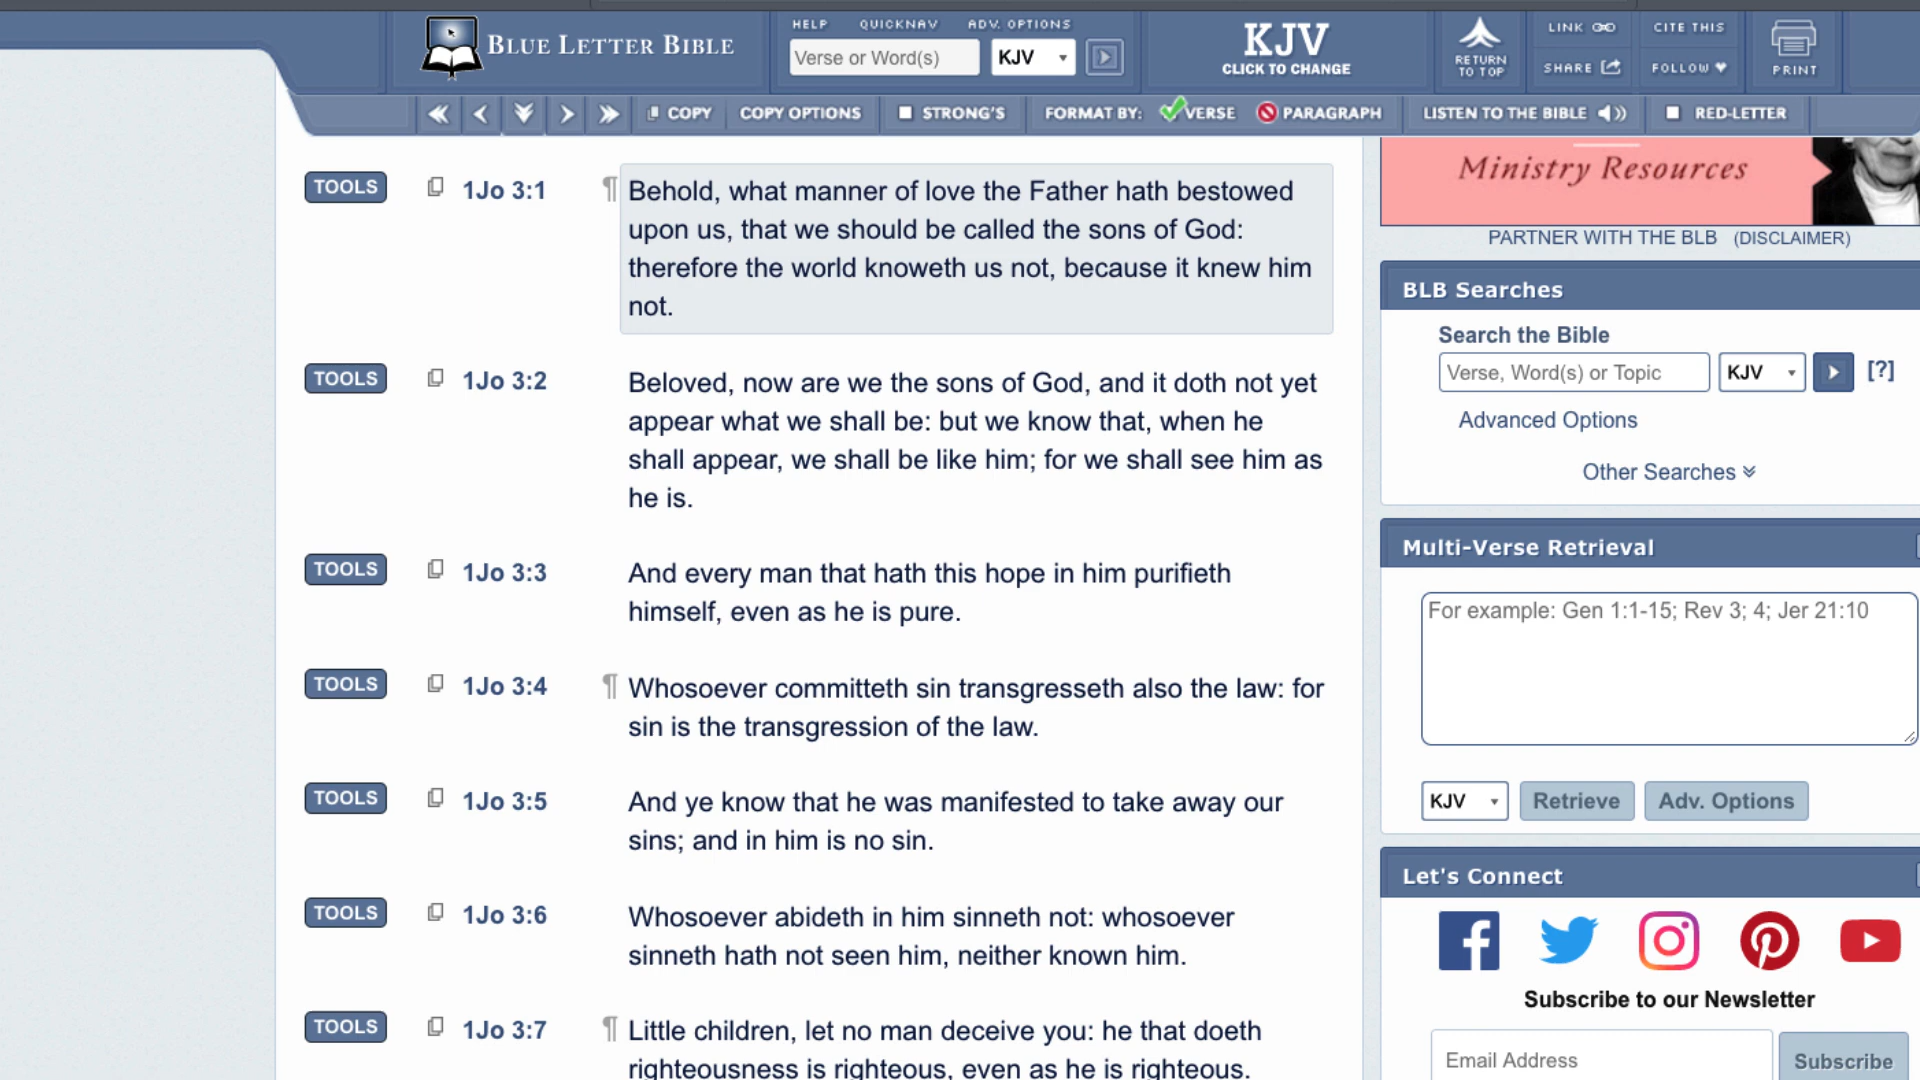 HELP QUICKNAV ADV. OPTIONS
BLUE LETTER BIBLE
Verse or Word(s) KJV
KJV
CLICK TO CHANGE
RETURN
TO TOP
LINK
SHARE
CITE THIS
FOLLOW
PRINT
COPY COPY OPTIONS STRONG'S FORMAT BY: VERSE PARAGRAPH LISTEN TO THE BIBLE RED-LETTER
TOOLS 1Jo 3:1 ¶ Behold, what manner of love the Father hath bestowed
upon us, that we should be called the sons of God:
therefore the world knoweth us not, because it knew him
not.
TOOLS 1Jo 3:2 Beloved, now are we the sons of God, and it doth not yet
appear what we shall be: but we know that, when he
shall appear, we shall be like him; for we shall see him as
he is.
TOOLS 1Jo 3:3 And every man that hath this hope in him purifieth
himself, even as he is pure.
TOOLS 1Jo 3:4 ¶ Whosoever committeth sin transgresseth also the law: for
sin is the transgression of the law.
TOOLS 1Jo 3:5 And ye know that he was manifested to take away our
sins; and in him is no sin.
TOOLS 1Jo 3:6 Whosoever abideth in him sinneth not: whosoever
sinneth hath not seen him, neither known him.
TOOLS 1Jo 3:7 ¶ Little children, let no man deceive you: he that doeth
righteousness is righteous, even as he is righteous.
Ministry Resources
PARTNER WITH THE BLB (DISCLAIMER)
BLB Searches
Search the Bible
Verse, Word(s) or Topic KJV [?]
Advanced Options
Other Searches
Multi-Verse Retrieval
For example: Gen 1:1-15; Rev 3; 4; Jer 21:10
KJV Retrieve Adv. Options
Let's Connect
Subscribe to our Newsletter
Email Address Subscribe